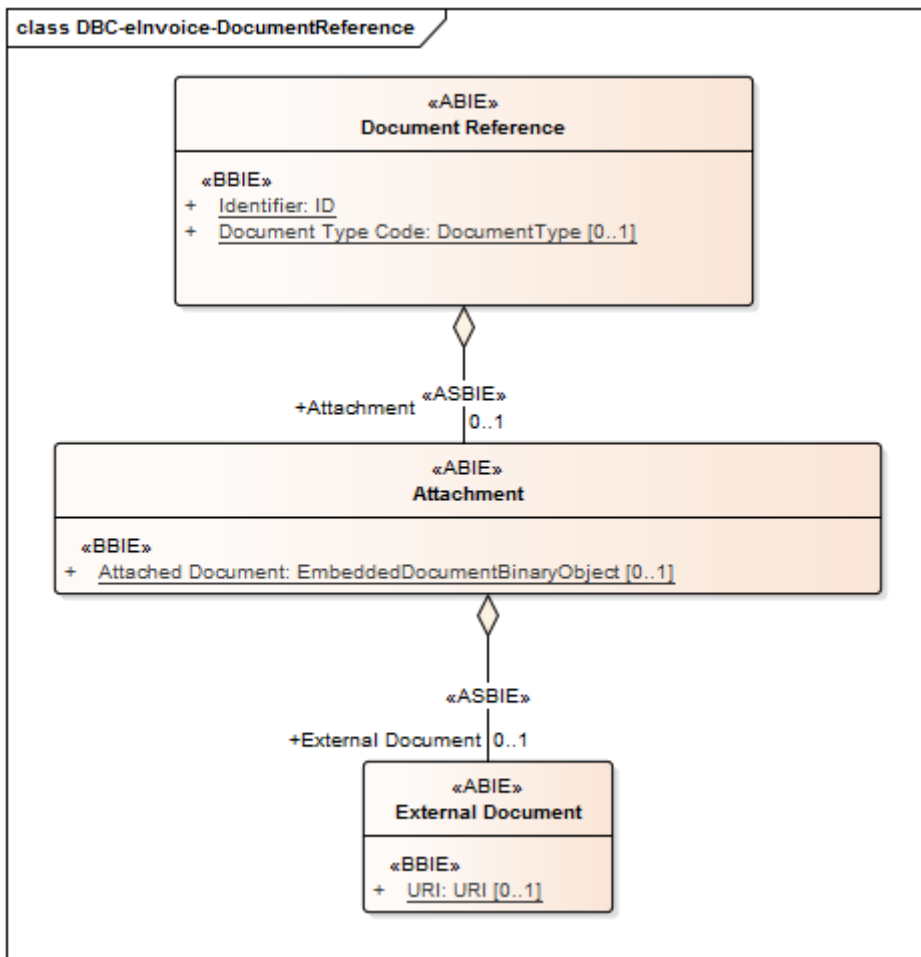 class DBC-eInvoice-DocumentReference
«ABIE»
Document Reference
«BBIE»
+ Identifier: ID
+ Document Type Code: DocumentType [0..1]
«ASBIE»
+Attachment
0..1
«ABIE»
Attachment
«BBIE»
+ Attached Document: EmbeddedDocumentBinaryObject [0..1]
«ASBIE»
+External Document 0..1
«ABIE»
External Document
«BBIE»
+ URI: URI [0..1]